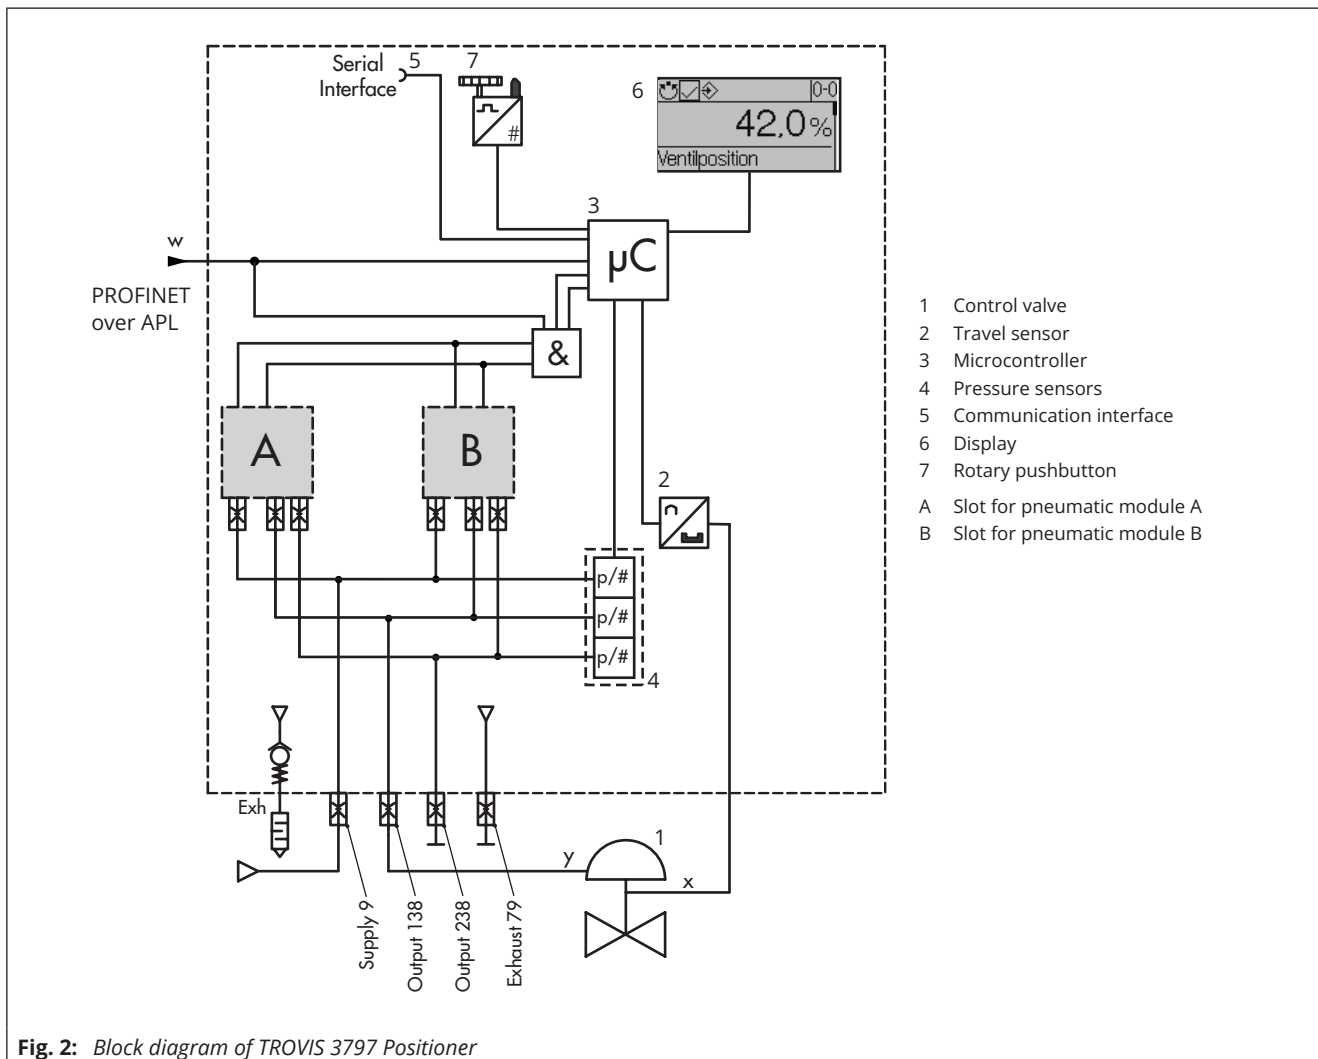 Serial
Interface
5
7
6
0-0
42,0%
Ventilposition
3
µC
w
PROFINET
over APL
&
A
B
#
2
p/#
p/#
p/#
4
Exh
1
y
x
Supply 9
Output 138
Output 238
Exhaust 79
1 Control valve
2 Travel sensor
3 Microcontroller
4 Pressure sensors
5 Communication interface
6 Display
7 Rotary pushbutton
A Slot for pneumatic module A
B Slot for pneumatic module B
Fig. 2: Block diagram of TROVIS 3797 Positioner